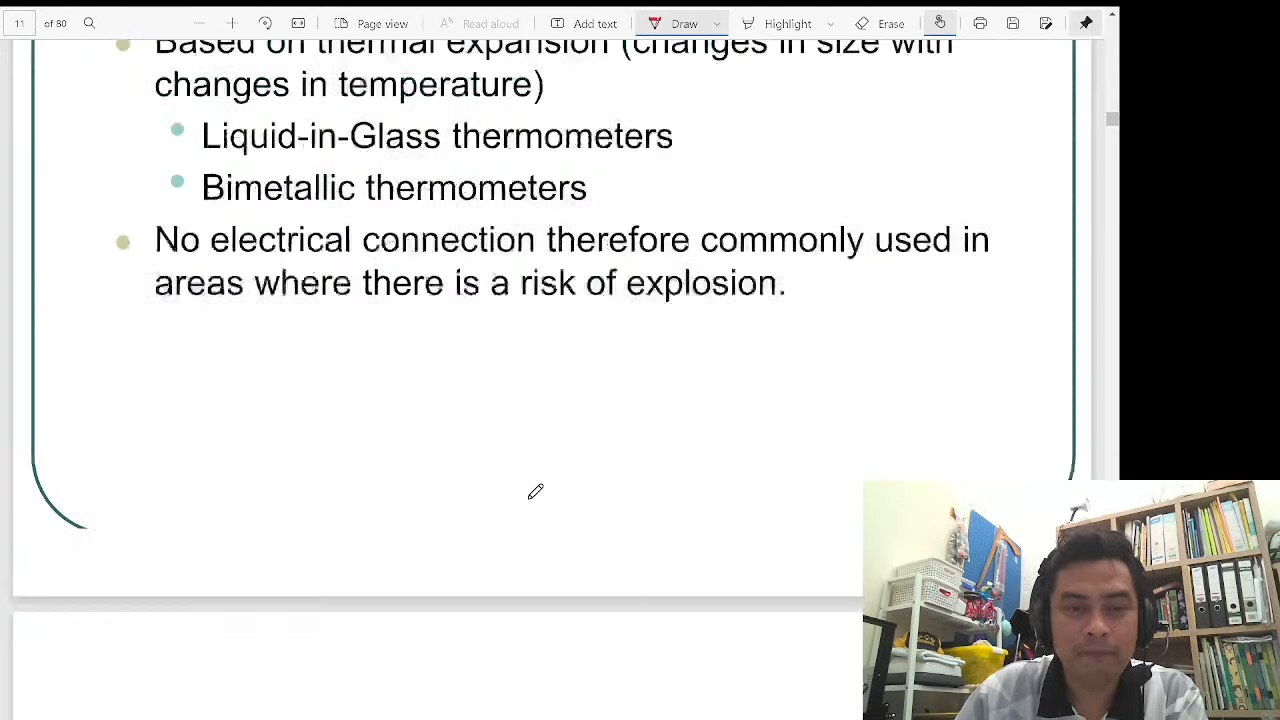 11 of 80 Page view Read aloud Add text Draw Highlight Erase
Based on thermal expansion (changes in size with
changes in temperature)
Liquid-in-Glass thermometers
Bimetallic thermometers
No electrical connection therefore commonly used in
areas where there is a risk of explosion.